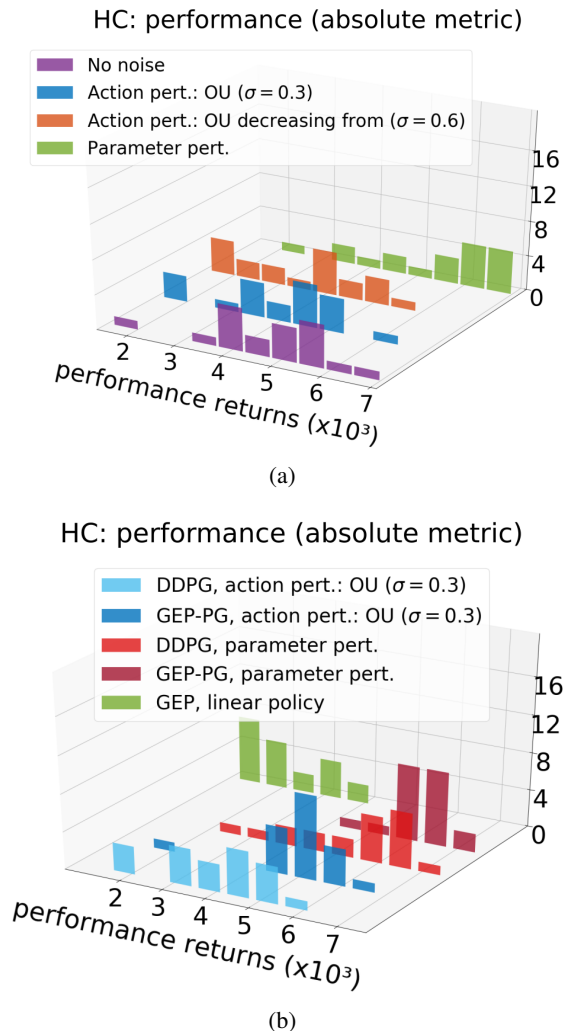 HC: performance (absolute metric)
No noise
Action pert.: OU (σ = 0.3)
Action pert.: OU decreasing from (σ = 0.6)
Parameter pert.
16
12
8
4
0
2 3 4 5 6 7
performance returns (x10³)
(a)
HC: performance (absolute metric)
DDPG, action pert.: OU (σ = 0.3)
GEP-PG, action pert.: OU (σ = 0.3)
DDPG, parameter pert.
GEP-PG, parameter pert.
GEP, linear policy
16
12
8
4
0
2 3 4 5 6 7
performance returns (x10³)
(b)